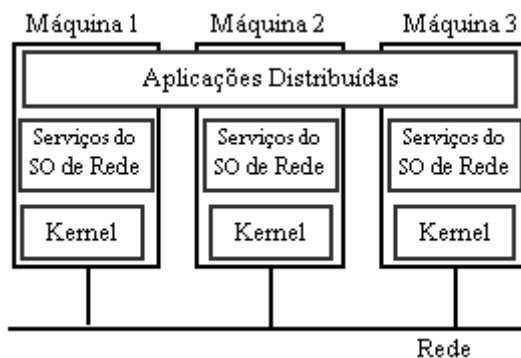 Máquina 1 Máquina 2 Máquina 3
Aplicações Distribuídas
Serviços do Serviços do Serviços do
SO de Rede SO de Rede SO de Rede
Kernel Kernel Kernel
Rede